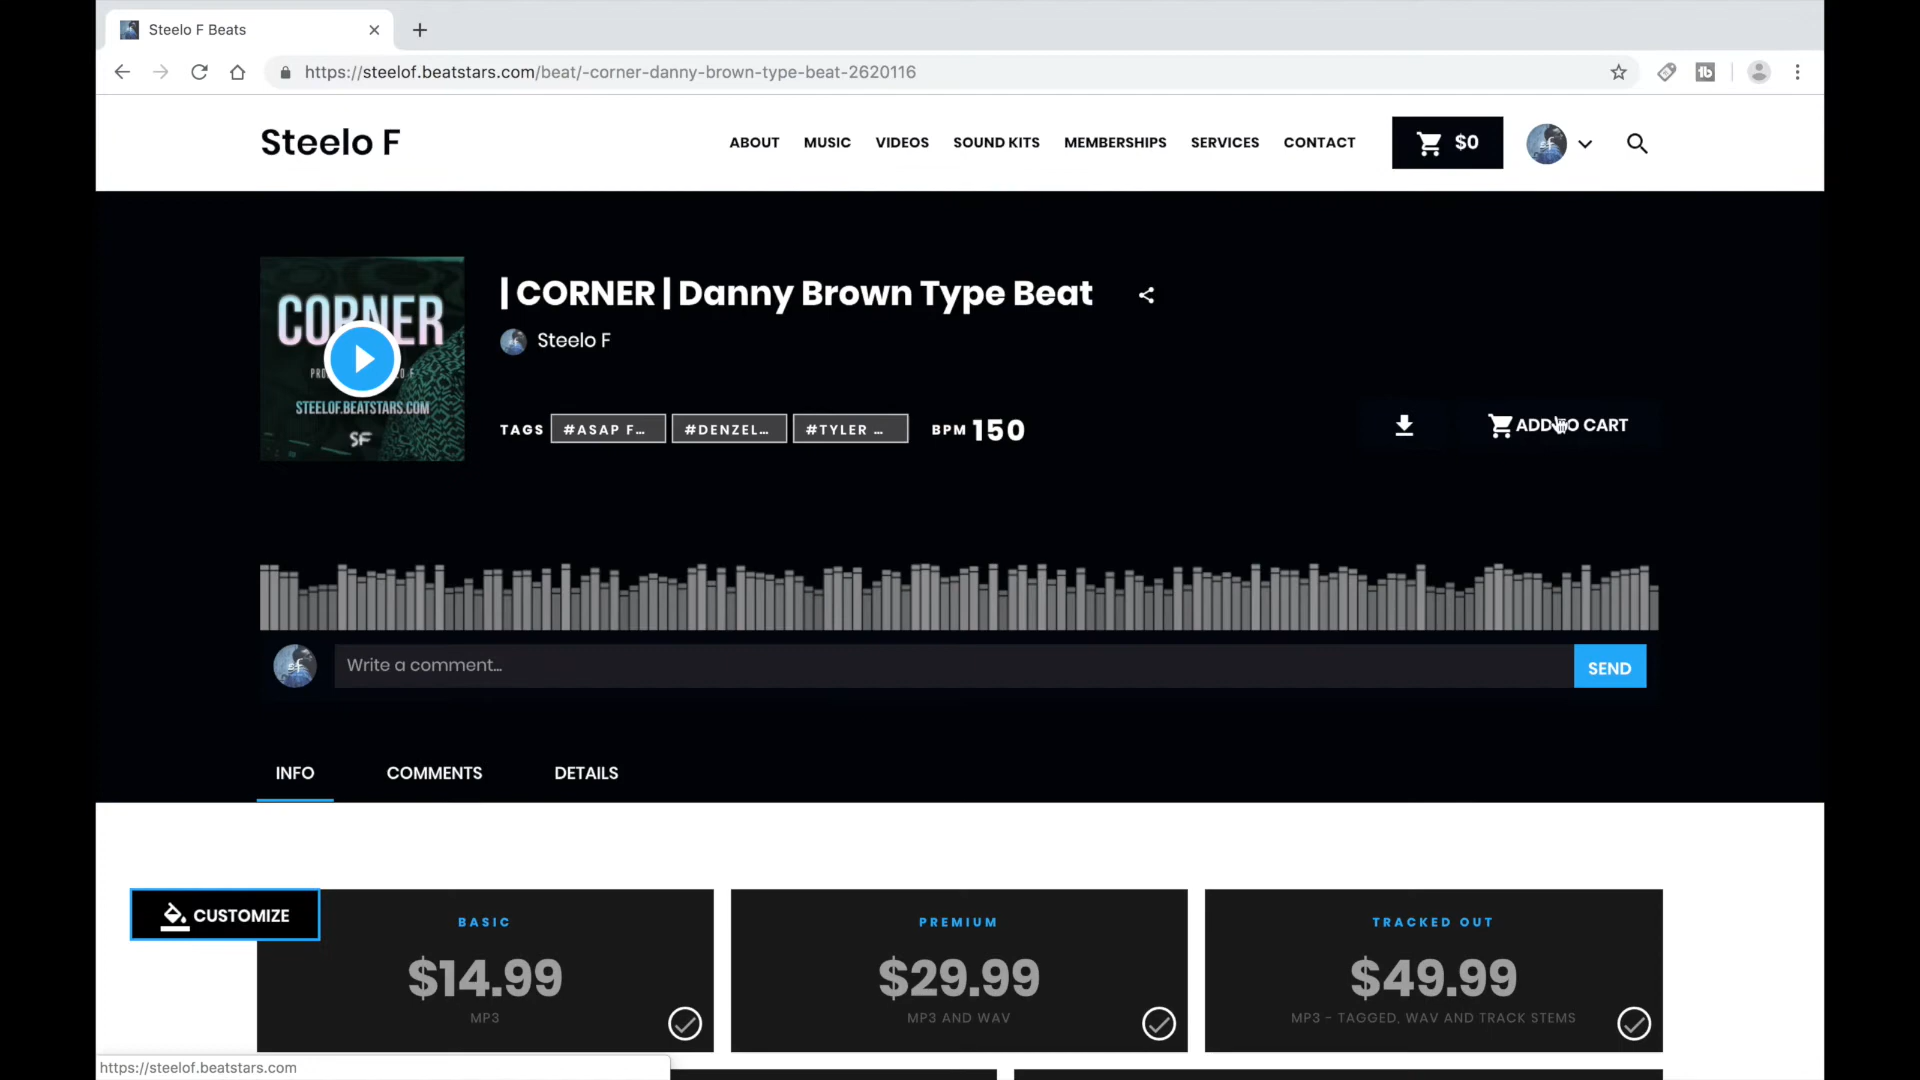 Steelo F Beats
https://steelof.beatstars.com/beat/-corner-danny-brown-type-beat-2620116
Steelo F
ABOUT
MUSIC
VIDEOS
SOUND KITS
MEMBERSHIPS
SERVICES
CONTACT
$0
CORNER
STEELOF.BEATSTARS.COM
SF
| CORNER | Danny Brown Type Beat
Steelo F
TAGS #ASAP F... #DENZEL... #TYLER ... BPM 150
ADD TO CART
Write a comment...
SEND
INFO
COMMENTS
DETAILS
CUSTOMIZE
BASIC
$14.99
MP3
PREMIUM
$29.99
MP3 AND WAV
TRACKED OUT
$49.99
MP3 - TAGGED, WAV AND TRACK STEMS
https://steelof.beatstars.com